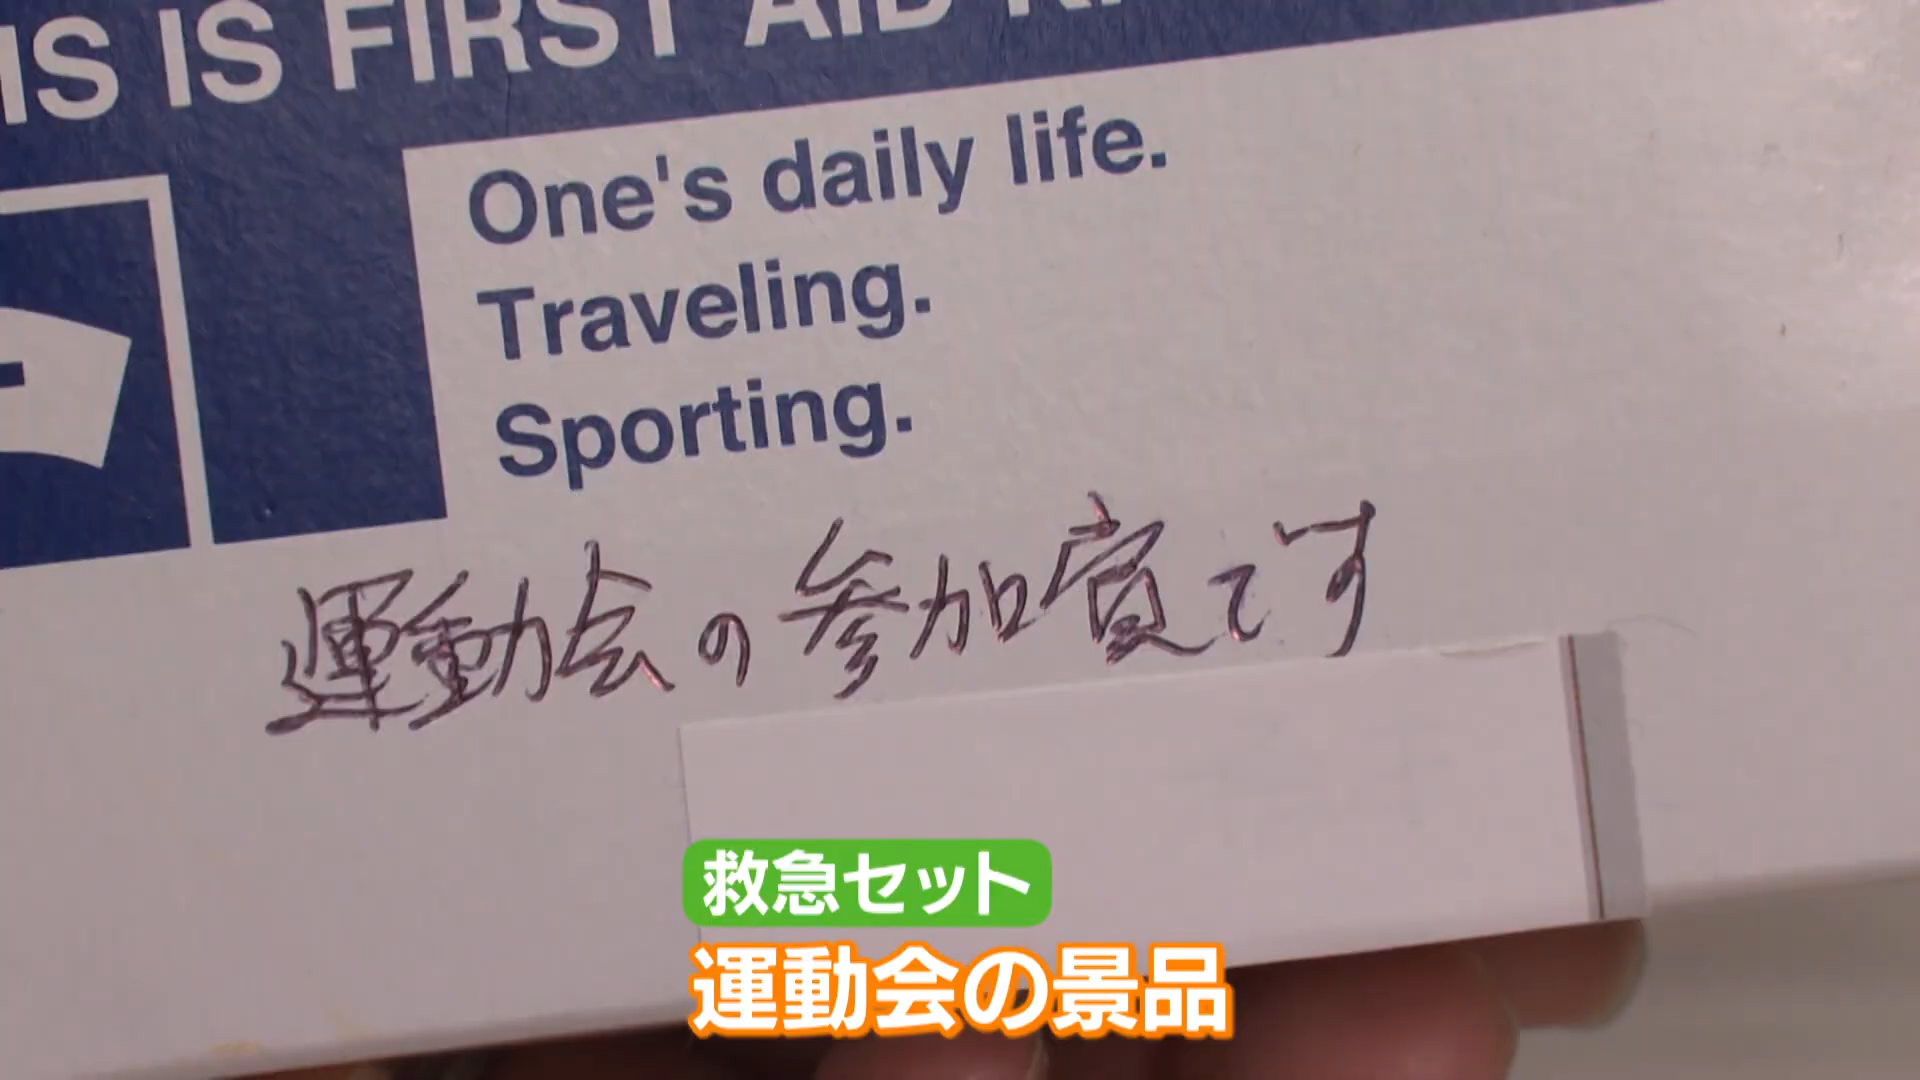 IS IS FIRST AID
One's daily life.
Traveling.
Sporting.
運動会の参加賞です
救急セット
運動会の景品